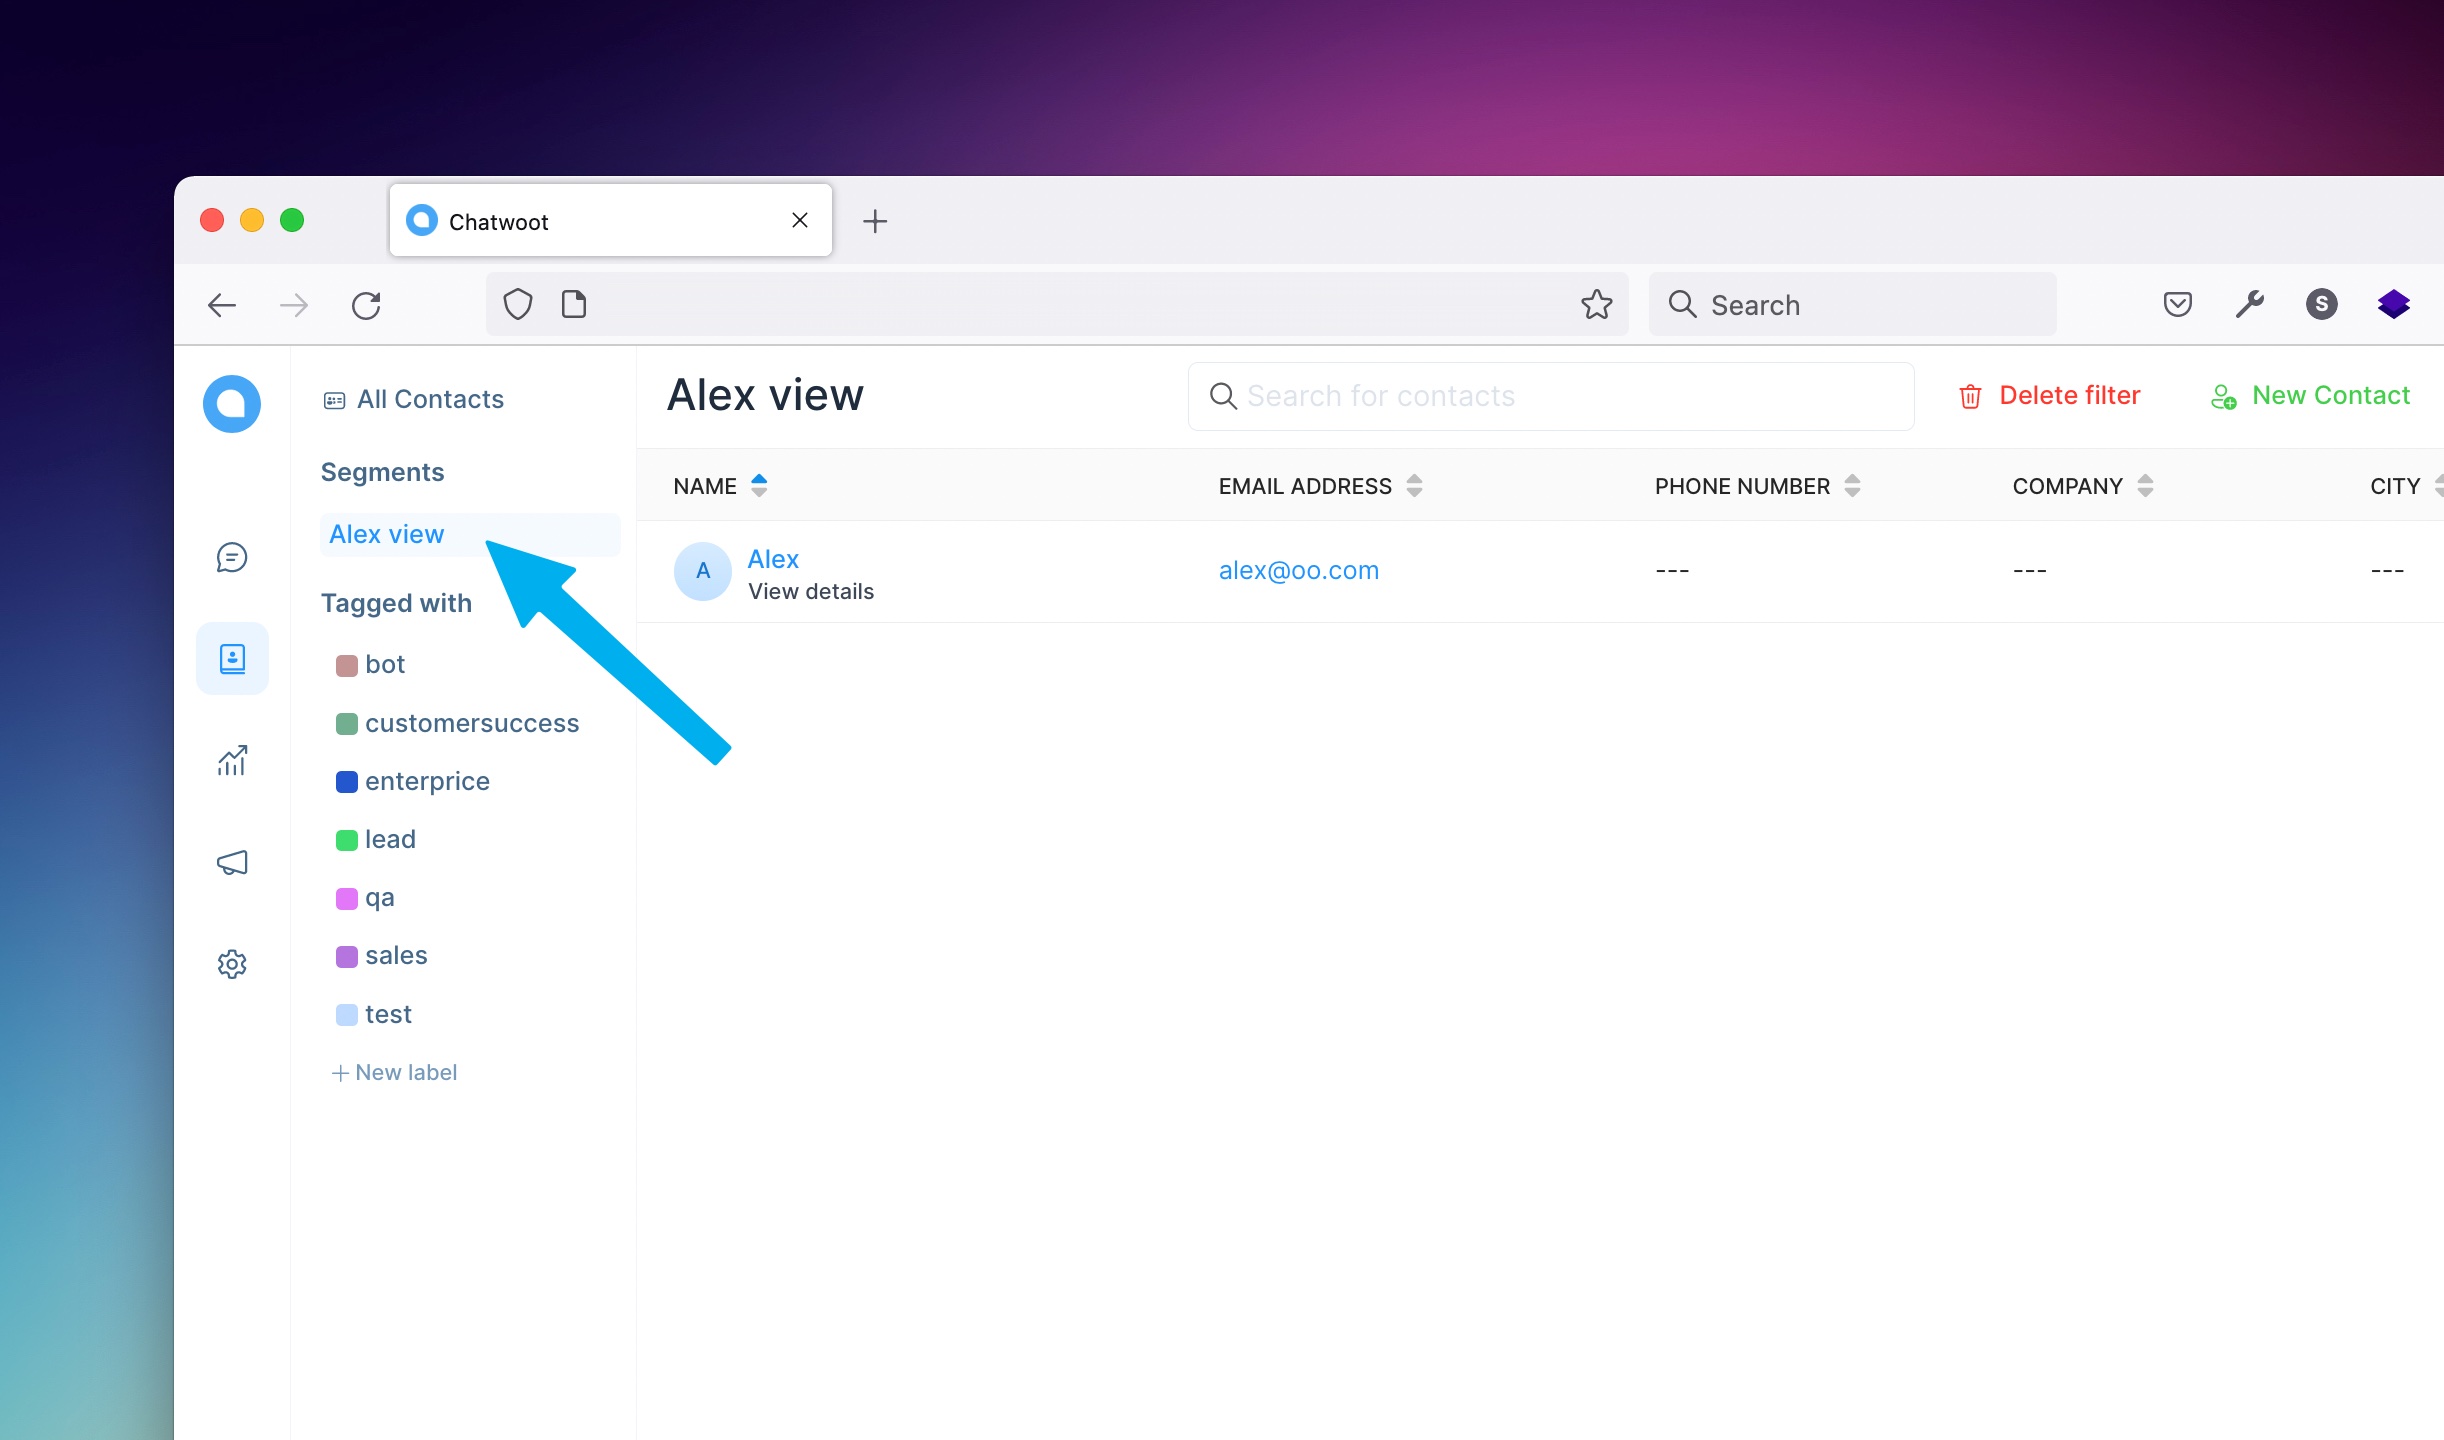 Chatwoot
Search
S
All Contacts
Segments
Alex view
Tagged with
bot
customersuccess
enterprice
lead
qa
sales
test
New label
Alex view
Search for contacts
Delete filter
New Contact
NAME EMAIL ADDRESS PHONE NUMBER COMPANY CITY
A
Alex
View details
alex@oo.com
--- --- ---